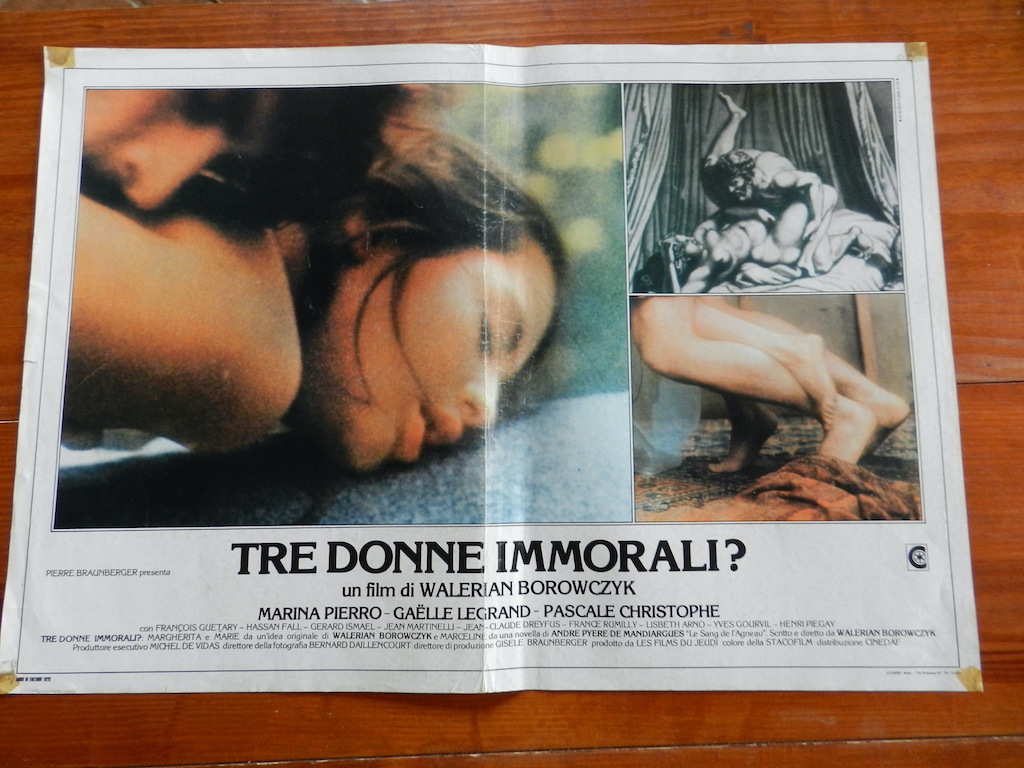 TRE DONNE IMMORALI?
PIERRE BRAUNBERGER presenta
un film di WALERIAN BOROWCZYK
MARINA PIERRO - GAËLLE LEGRAND - PASCALE CHRISTOPHE
con FRANÇOIS GUETARY - HASSAN FALL - GERARD ISMAEL - JEAN MARTINELLI - JEAN-CLAUDE DREYFUS - FRANCE RUMILLY - LISBETH ARNO - YVES GOURVIL - HENRI PIEGAY
TRE DONNE IMMORALI?: MARGHERITA e MARIE da un'idea originale di WALERIAN BOROWCZYK e MARCELINE da una novella di ANDRE PYERE DE MANDIARGUES "Le Sang de l'Agneau". Scritto e diretto da WALERIAN BOROWCZYK
Produttore esecutivo MICHEL DE VIDAS direttore della fotografia BERNARD DAILLENCOURT direttore di produzione GISELE BRAUNBERGER prodotto da LES FILMS DU JEUDI colore della STACOFILM distribuzione CINEDAF